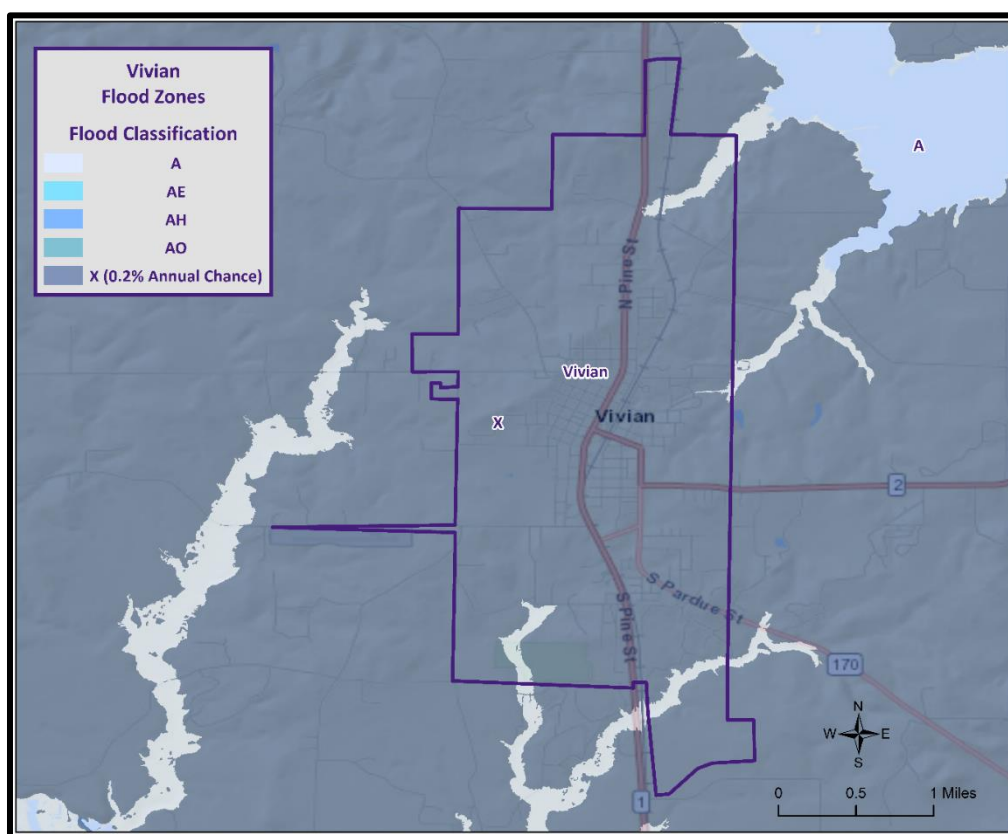 Vivian
Flood Zones
Flood Classification
A
AE
AH
AO
X (0.2% Annual Chance)
A
N Pine St
Vivian
X
Vivian
2
S Pine St
S Pardue St
170
N
W E
S
1
0 0.5 1 Miles